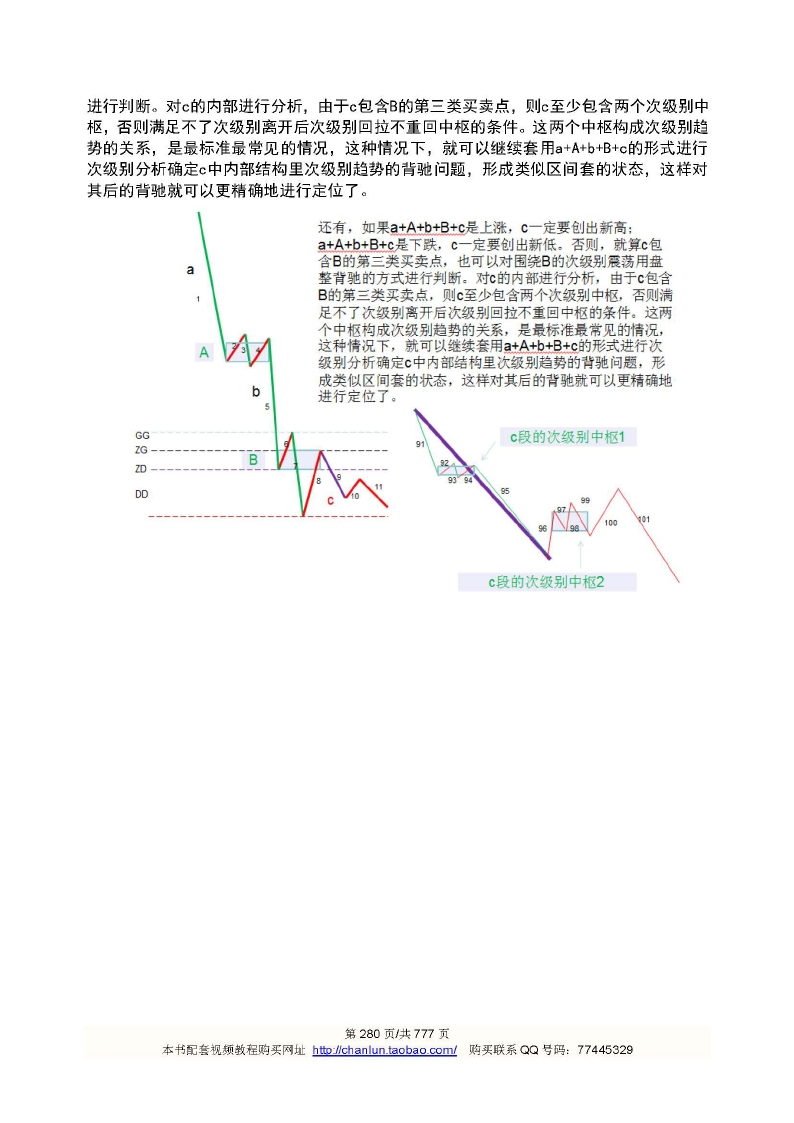 进行判断。对c的内部进行分析，由于c包含B的第三类买卖点，则c至少包含两个次级别中
枢，否则满足不了次级别离开后次级别回拉不重回中枢的条件。这两个中枢构成次级别趋
势的关系，是最标准最常见的情况，这种情况下，就可以继续套用a+A+b+B+c的形式进行
次级别分析确定c中内部结构里次级别趋势的背驰问题，形成类似区间套的状态，这样对
其后的背驰就可以更精确地进行定位了。
还有，如果a+A+b+B+c是上涨，c一定要创出新高；
a+A+b+B+c是下跌，c一定要创出新低。否则，就算c包
含B的第三类买卖点，也可以对围绕B的次级别震荡用盘
整背驰的方式进行判断。对c的内部进行分析，由于c包含
B的第三类买卖点，则c至少包含两个次级别中枢，否则满
足不了次级别离开后次级别回拉不重回中枢的条件。这两
个中枢构成次级别趋势的关系，是最标准最常见的情况，
这种情况下，就可以继续套用a+A+b+B+c的形式进行次
级别分析确定c中内部结构里次级别趋势的背驰问题，形
成类似区间套的状态，这样对其后的背驰就可以更精确地
进行定位了。
a
1
A
2
3
4
b
5
GG
ZG
ZD
DD
B
6
7
8
9
c
10
11
c段的次级别中枢1
91
92
93
94
95
96
97
98
99
100
101
c段的次级别中枢2
第 280 页/共 777 页
本书配套视频教程购买网址 http://chanlun.taobao.com/ 购买联系 QQ 号码：77445329